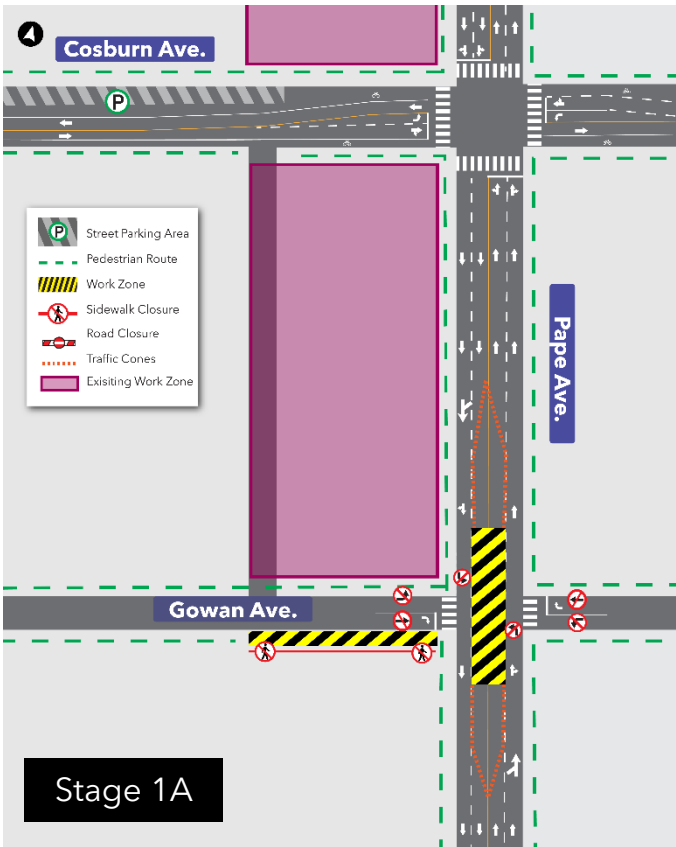 Cosburn Ave.
P
P
Street Parking Area
Pedestrian Route
Work Zone
Sidewalk Closure
Road Closure
Traffic Cones
Exisiting Work Zone
Pape Ave.
Gowan Ave.
Stage 1A